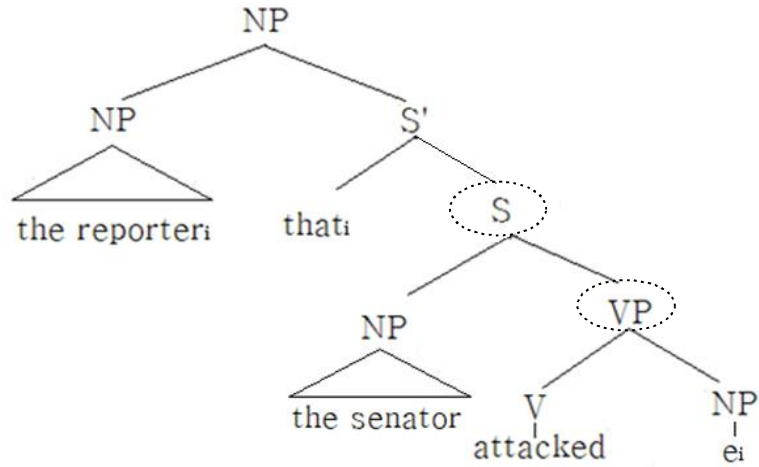 NP
NP S'
the reporteri thati S
NP VP
the senator V NP
attacked ei